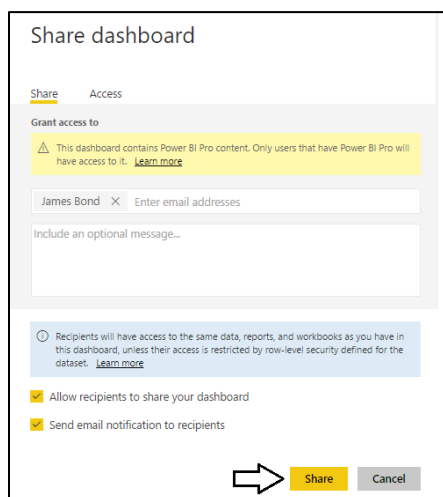 Share dashboard
Share Access
Grant access to
This dashboard contains Power BI Pro content. Only users that have Power BI Pro will
have access to it. Learn more
James Bond × Enter email addresses
Include an optional message...
Recipients will have access to the same data, reports, and workbooks as you have in
this dashboard, unless their access is restricted by row-level security defined for the
dataset. Learn more
Allow recipients to share your dashboard
Send email notification to recipients
Share Cancel